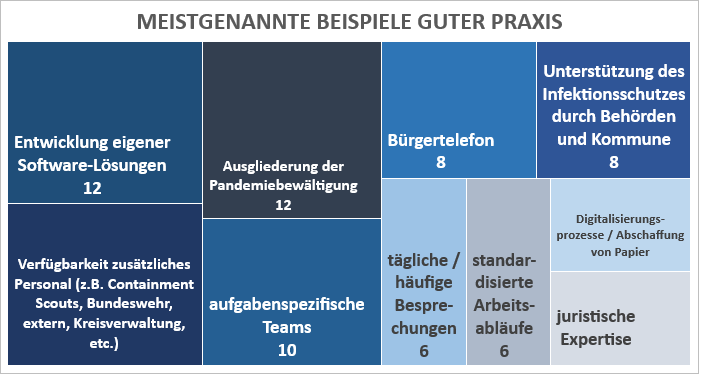 MEISTGENANNTE BEISPIELE GUTER PRAXIS
Entwicklung eigener
Software-Lösungen
12
Verfügbarkeit zusätzliches
Personal (z.B. Containment
Scouts, Bundeswehr,
extern, Kreisverwaltung,
etc.)
Ausgliederung der
Pandemiebewältigung
12
aufgabenspezifische
Teams
10
Bürgertelefon
8
Unterstützung des
Infektionsschutzes
durch Behörden
und Kommune
8
tägliche /
häufige
Bespre-
chungen
6
standar-
disierte
Arbeits-
abläufe
6
Digitalisierungs-
prozesse / Abschaffung
von Papier
juristische
Expertise